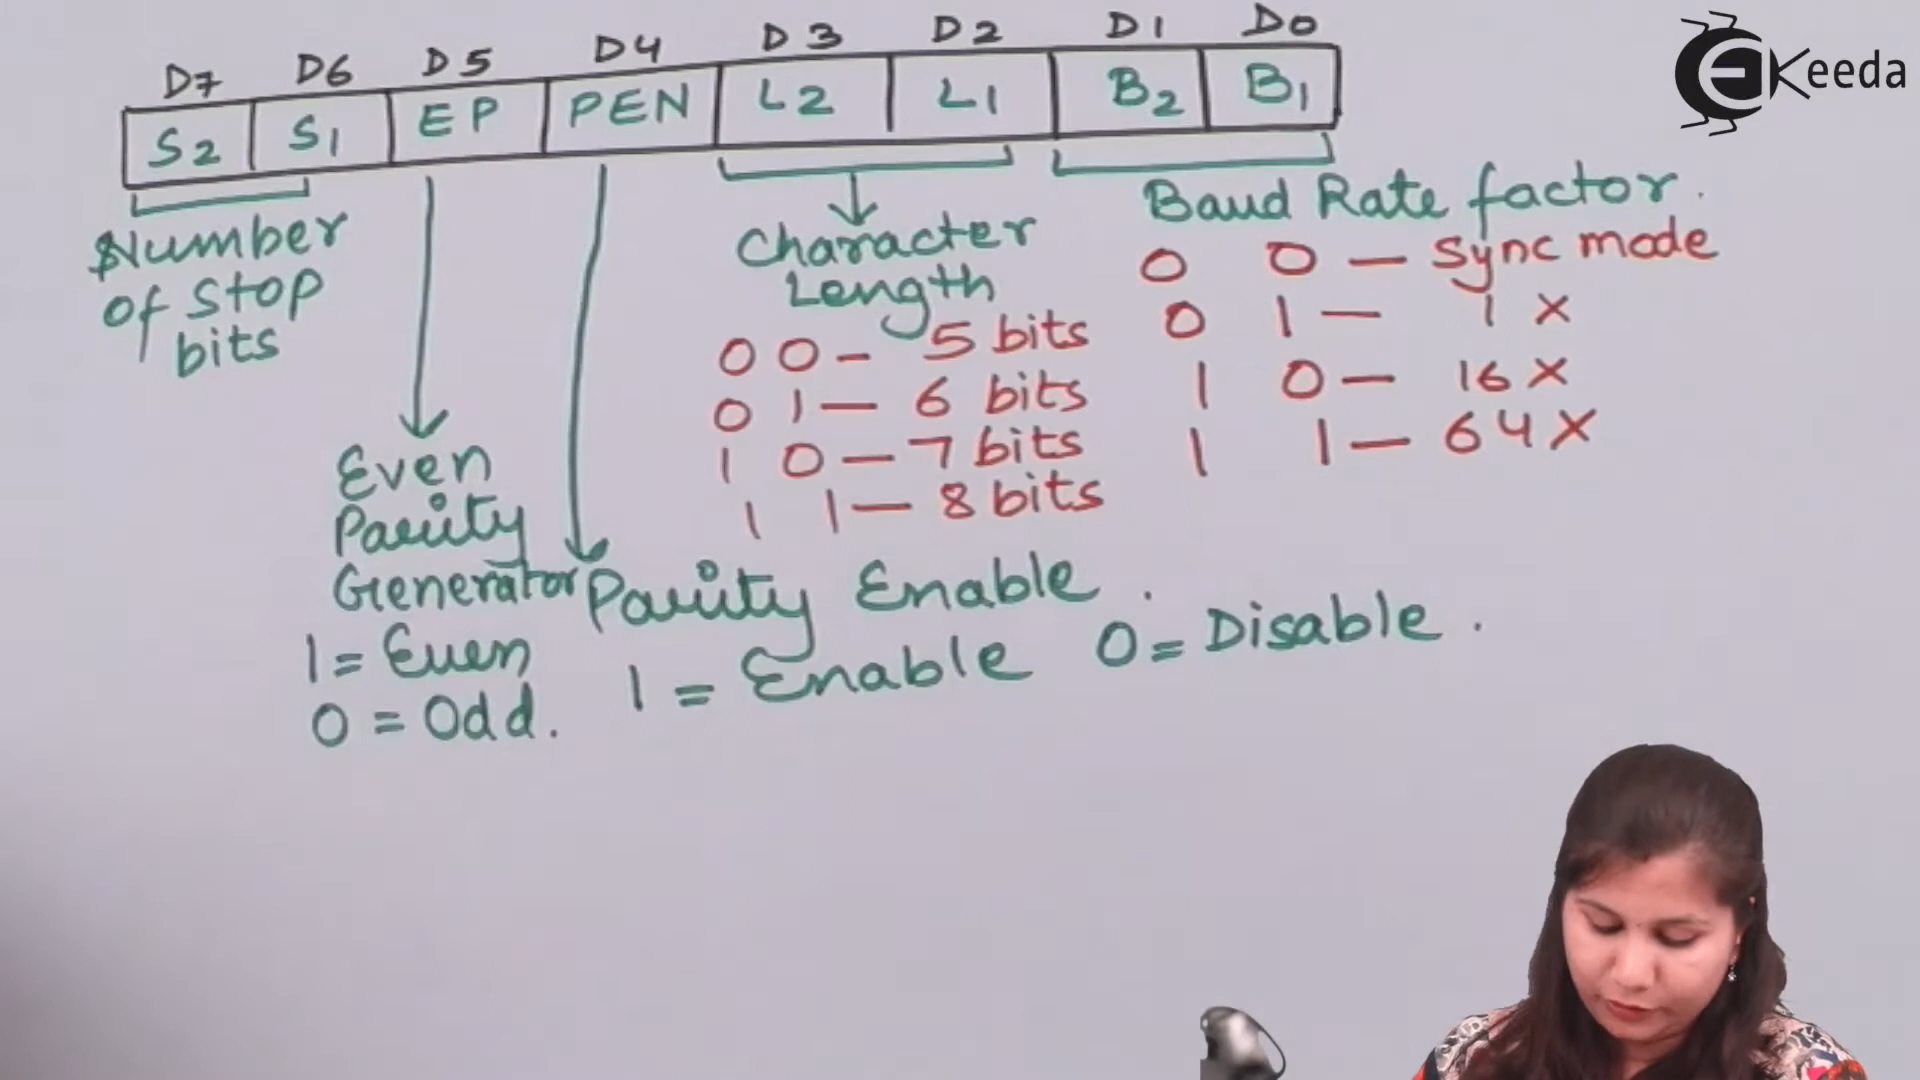 D7 D6 D5 D4 D3 D2 D1 D0
S2 S1 EP PEN L2 L1 B2 B1
Number
of Stop
bits
Even
Parity
Generator
1 = Even
0 = Odd.
Parity Enable.
1 = Enable 0 = Disable.
Character
Length
0 0 - 5 bits
0 1 - 6 bits
1 0 - 7 bits
1 1 - 8 bits
Baud Rate factor.
0 0 - Sync mode
0 1 - 1 X
1 0 - 16 X
1 1 - 64 X
EKeeda